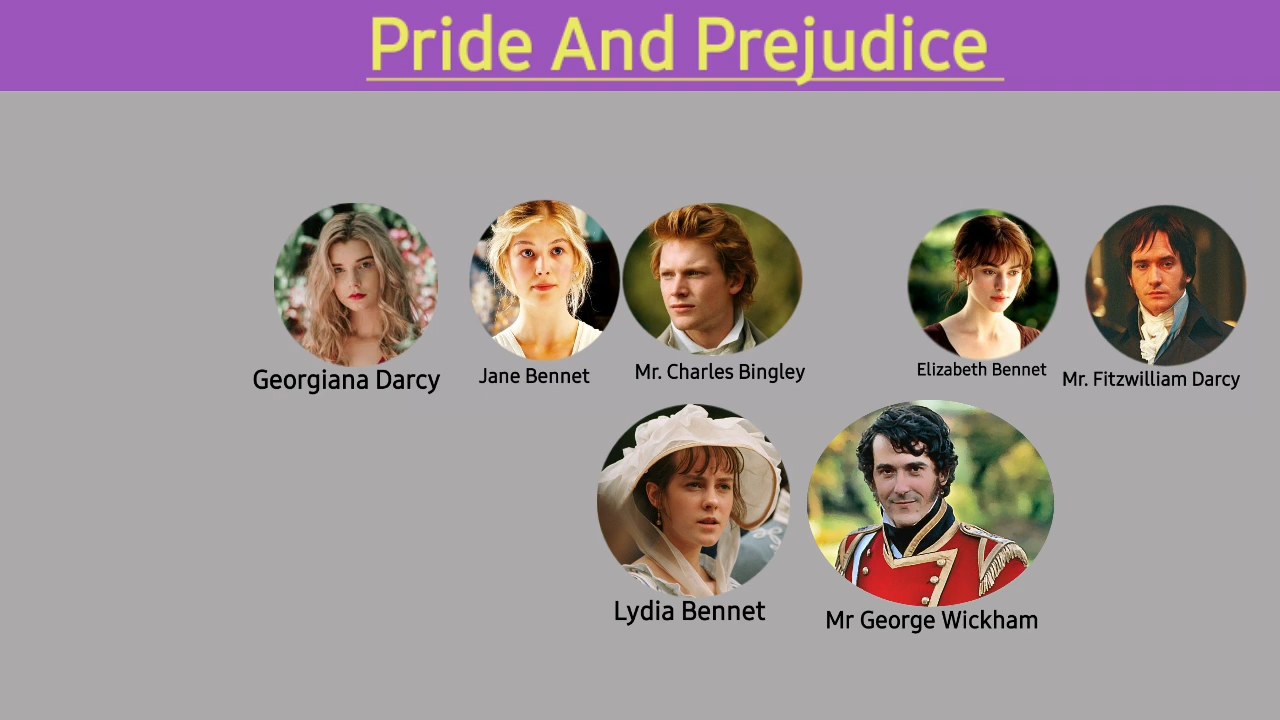 Pride And Prejudice
Georgiana Darcy
Jane Bennet
Mr. Charles Bingley
Elizabeth Bennet
Mr. Fitzwilliam Darcy
Lydia Bennet
Mr George Wickham